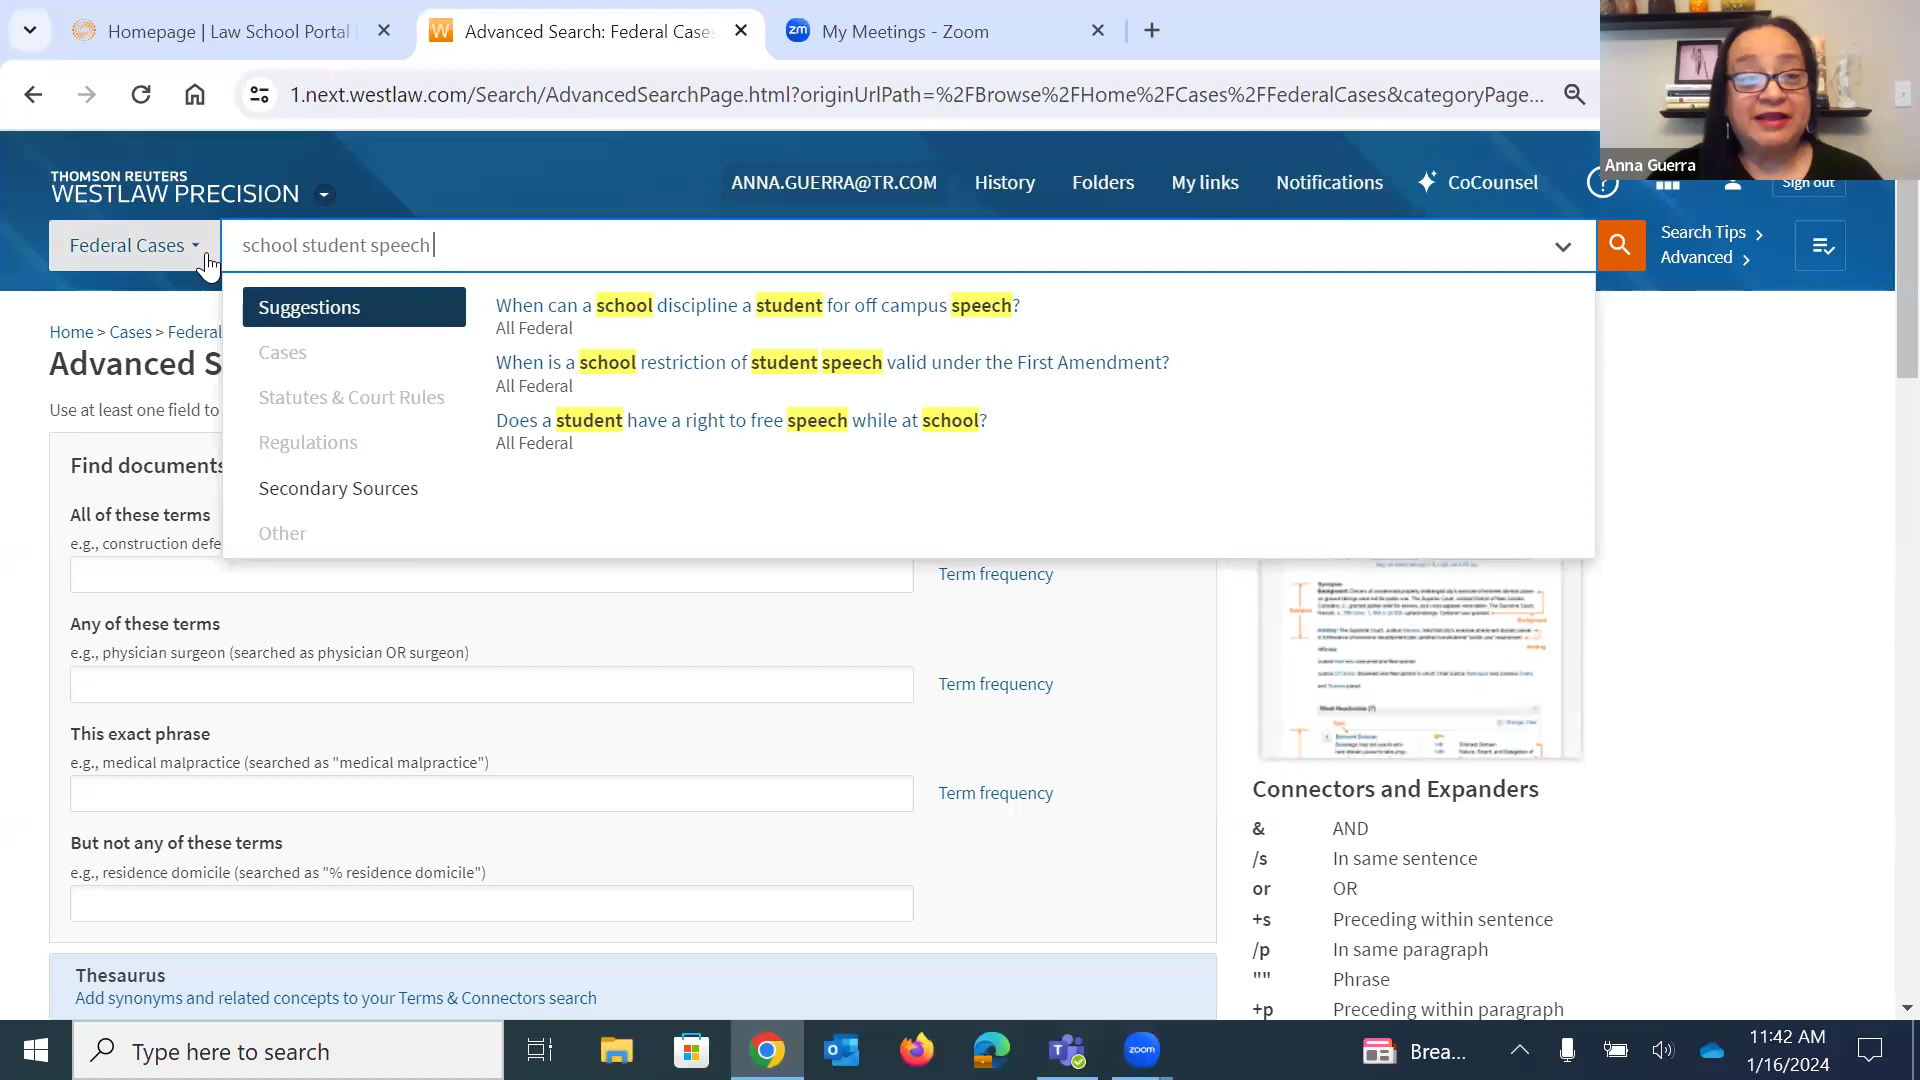 Homepage | Law School Portal
W
Advanced Search: Federal Cases
zm
My Meetings - Zoom
1.next.westlaw.com/Search/AdvancedSearchPage.html?originUrlPath=%2FBrowse%2FHome%2FCases%2FFederalCases&categoryPage...
Anna Guerra
THOMSON REUTERS
WESTLAW PRECISION
ANNA.GUERRA@TR.COM
History
Folders
My links
Notifications
CoCounsel
?
Sign out
Federal Cases
school student speech
Search Tips
Advanced
Suggestions
Cases
Statutes & Court Rules
Regulations
Secondary Sources
Other
When can a school discipline a student for off campus speech?
All Federal
When is a school restriction of student speech valid under the First Amendment?
All Federal
Does a student have a right to free speech while at school?
All Federal
Home > Cases > Federal
Advanced S
Use at least one field to
Find documents
All of these terms
e.g., construction defe
Term frequency
Any of these terms
e.g., physician surgeon (searched as physician OR surgeon)
Term frequency
This exact phrase
e.g., medical malpractice (searched as "medical malpractice")
Term frequency
But not any of these terms
e.g., residence domicile (searched as "% residence domicile")
Thesaurus
Add synonyms and related concepts to your Terms & Connectors search
Connectors and Expanders
& AND
/s In same sentence
or OR
+s Preceding within sentence
/p In same paragraph
"" Phrase
+p Preceding within paragraph
Type here to search
zoom
Brea...
11:42 AM
1/16/2024